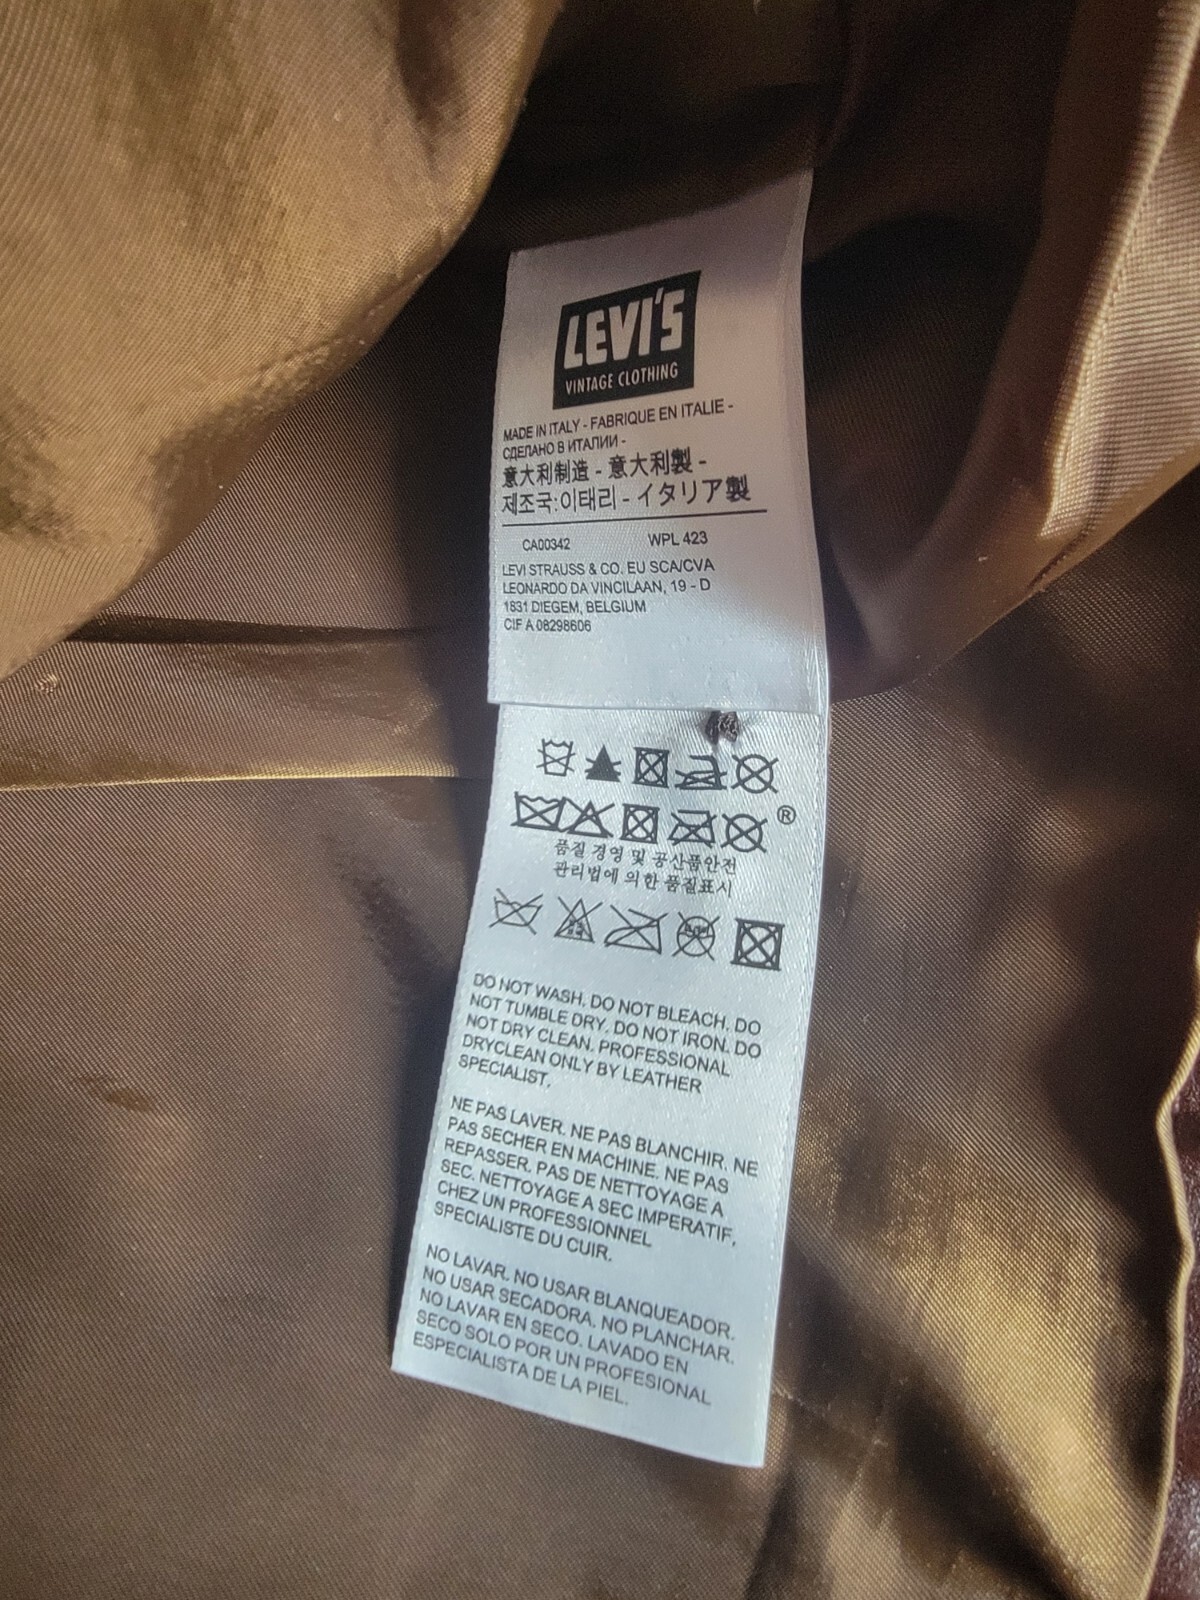 LEVI'S
VINTAGE CLOTHING
MADE IN ITALY - FABRIQUE EN ITALIE -
СДЕЛАНО В ИТАЛИИ -
意大利制造 - 意大利製 -
제조국:이태리 - イタリア製
CA00342 WPL 423
LEVI STRAUSS & CO. EU SCA/CVA
LEONARDO DA VINCILAAN, 19 - D
1831 DIEGEM, BELGIUM
CIF A 08298606
®
품질 경영 및 공산품안전
관리법에 의한 품질표시
DO NOT WASH. DO NOT BLEACH. DO
NOT TUMBLE DRY. DO NOT IRON. DO
NOT DRY CLEAN. PROFESSIONAL
DRYCLEAN ONLY BY LEATHER
SPECIALIST.
NE PAS LAVER. NE PAS BLANCHIR. NE
PAS SECHER EN MACHINE. NE PAS
REPASSER. PAS DE NETTOYAGE A
SEC. NETTOYAGE A SEC IMPERATIF,
CHEZ UN PROFESSIONNEL
SPECIALISTE DU CUIR.
NO LAVAR. NO USAR BLANQUEADOR.
NO USAR SECADORA. NO PLANCHAR.
NO LAVAR EN SECO. LAVADO EN
SECO SOLO POR UN PROFESIONAL
ESPECIALISTA DE LA PIEL.